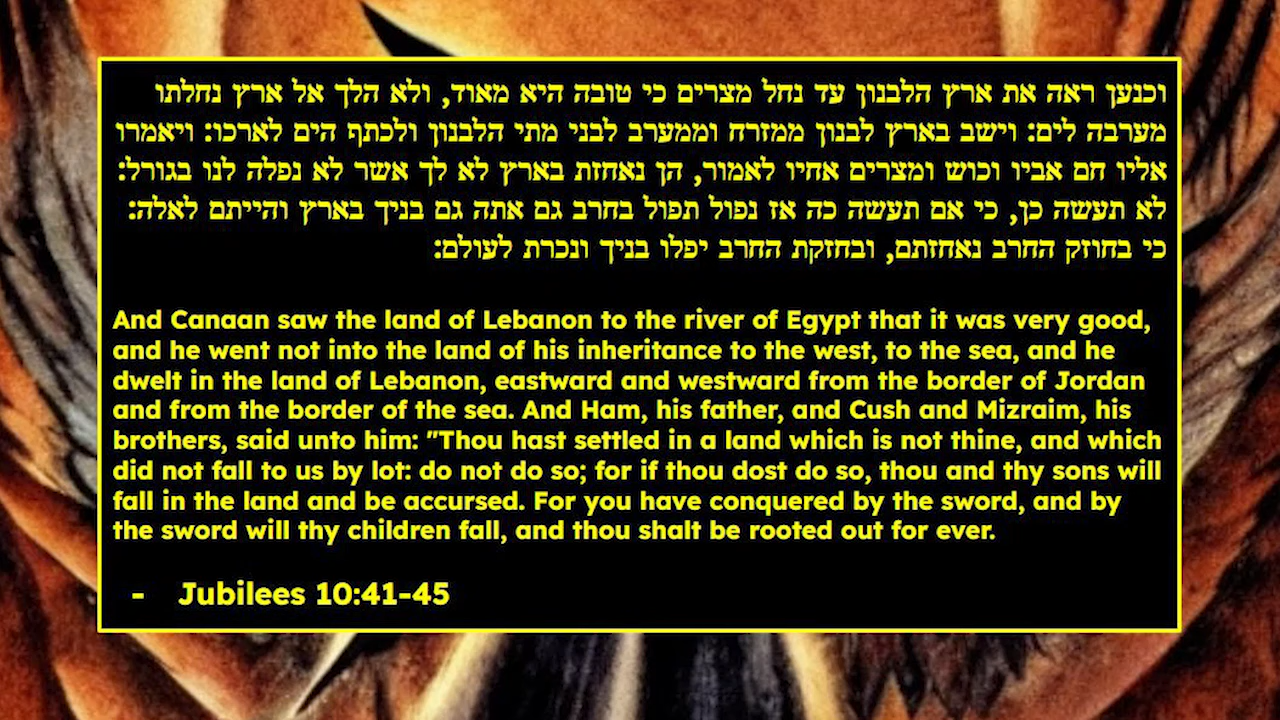 וכנען ראה את ארץ הלבנון עד נחל מצרים כי טובה היא מאוד, ולא הלך אל ארץ נחלתו
מערבה לים: וישב בארץ לבנון ממזרח וממערב לבני מתי הלבנון ולכתף הים לארכו: ויאמרו
אליו חם אביו וכוש ומצרים אחיו לאמור, הן נאחזת בארץ לא לך אשר לא נפלה לנו בגורל:
לא תעשה כן, כי אם תעשה כה אז נפול תפול בחרב גם אתה גם בניך בארץ והייתם לאלה:
כי בחוזק החרב נאחזתם, ובחזקת החרב יפלו בניך ונכרת לעולם:
And Canaan saw the land of Lebanon to the river of Egypt that it was very good,
and he went not into the land of his inheritance to the west, to the sea, and he
dwelt in the land of Lebanon, eastward and westward from the border of Jordan
and from the border of the sea. And Ham, his father, and Cush and Mizraim, his
brothers, said unto him: "Thou hast settled in a land which is not thine, and which
did not fall to us by lot: do not do so; for if thou dost do so, thou and thy sons will
fall in the land and be accursed. For you have conquered by the sword, and by
the sword will thy children fall, and thou shalt be rooted out for ever.
- Jubilees 10:41-45